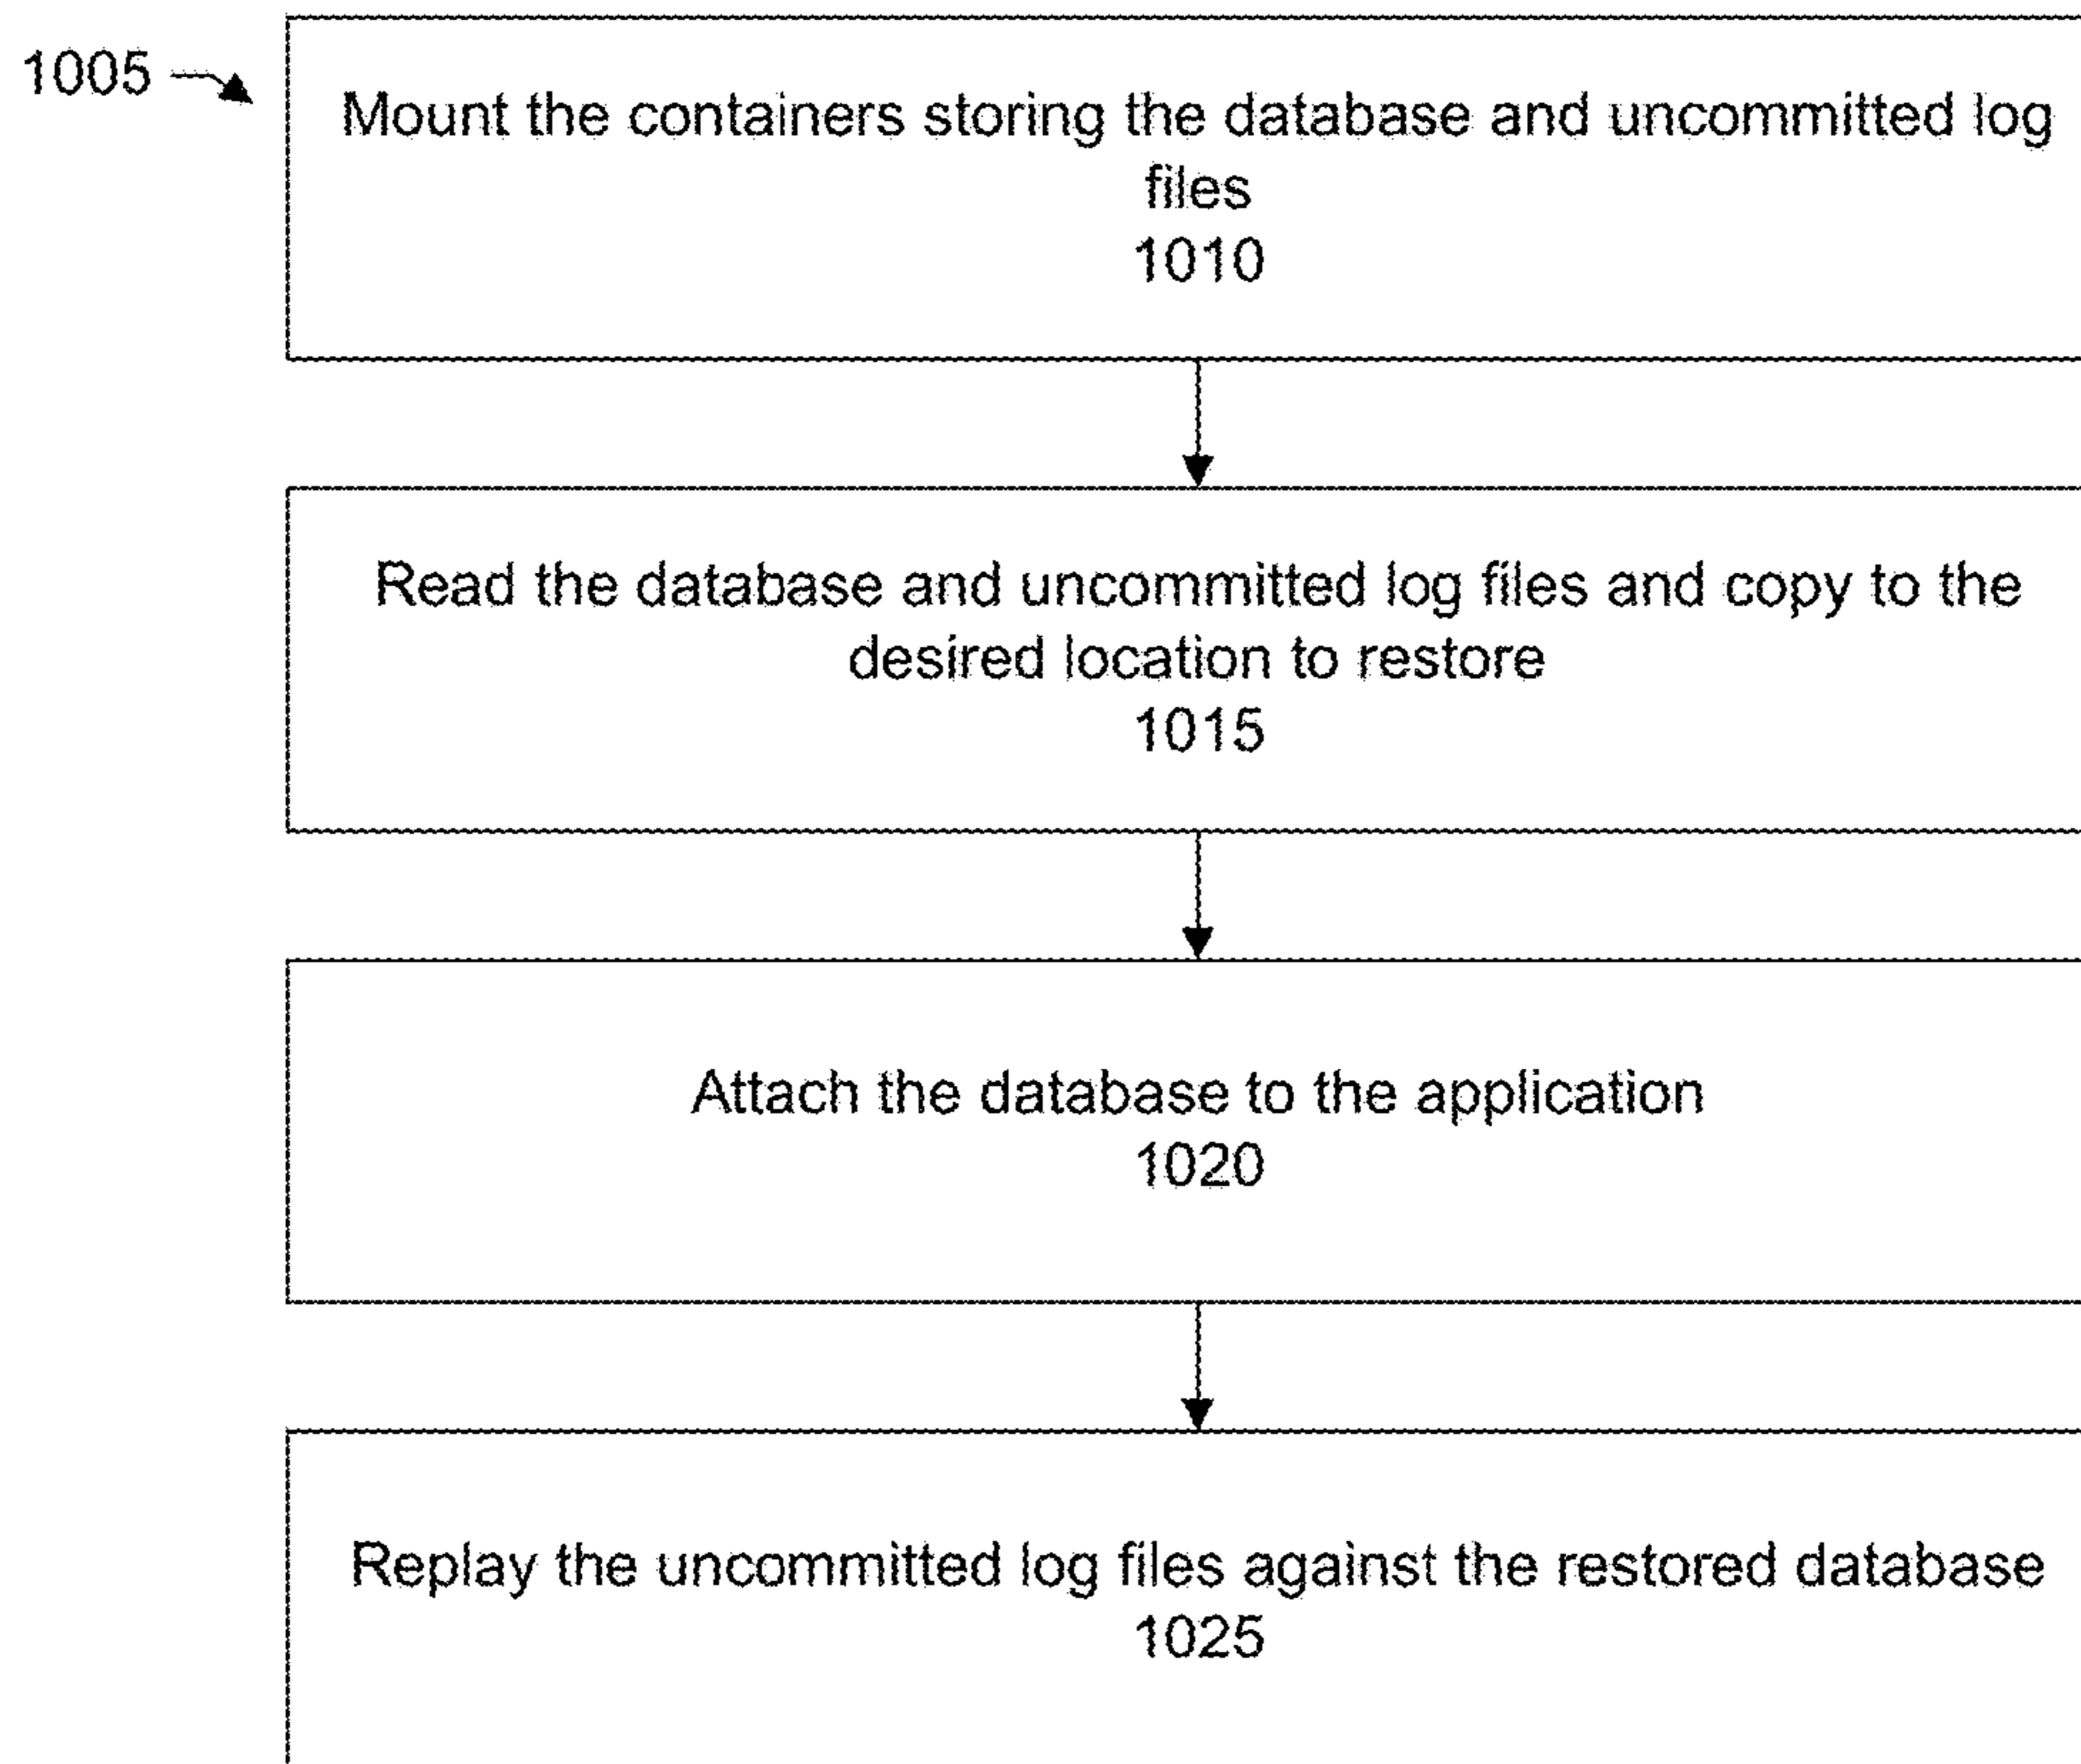 1005
Mount the containers storing the database and uncommitted log
files
1010
Read the database and uncommitted log files and copy to the
desired location to restore
1015
Attach the database to the application
1020
Replay the uncommitted log files against the restored database
1025